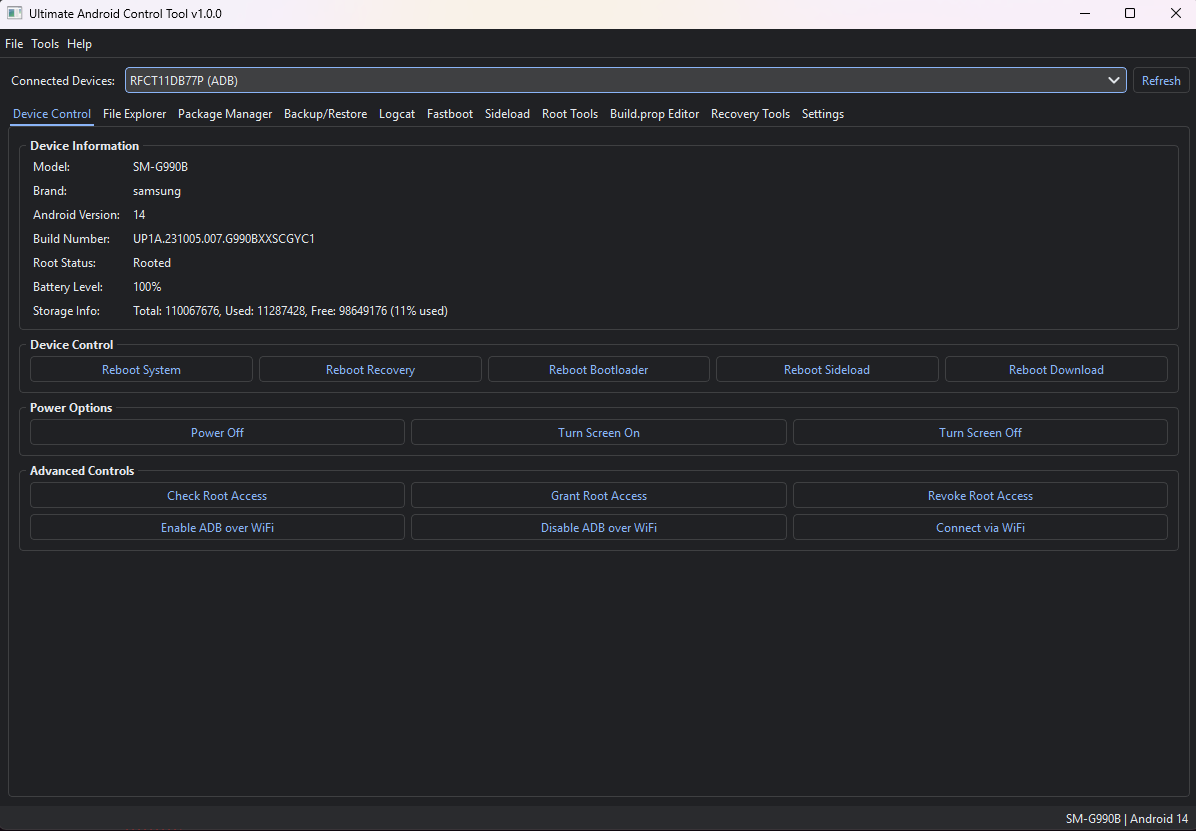 Ultimate Android Control Tool v1.0.0
File Tools Help
Connected Devices: RFCT11DB77P (ADB) Refresh
Device Control File Explorer Package Manager Backup/Restore Logcat Fastboot Sideload Root Tools Build.prop Editor Recovery Tools Settings
Device Information
Model: SM-G990B
Brand: samsung
Android Version: 14
Build Number: UP1A.231005.007.G990BXXSCGYC1
Root Status: Rooted
Battery Level: 100%
Storage Info: Total: 110067676, Used: 11287428, Free: 98649176 (11% used)
Device Control
Reboot System Reboot Recovery Reboot Bootloader Reboot Sideload Reboot Download
Power Options
Power Off Turn Screen On Turn Screen Off
Advanced Controls
Check Root Access Grant Root Access Revoke Root Access
Enable ADB over WiFi Disable ADB over WiFi Connect via WiFi
SM-G990B | Android 14